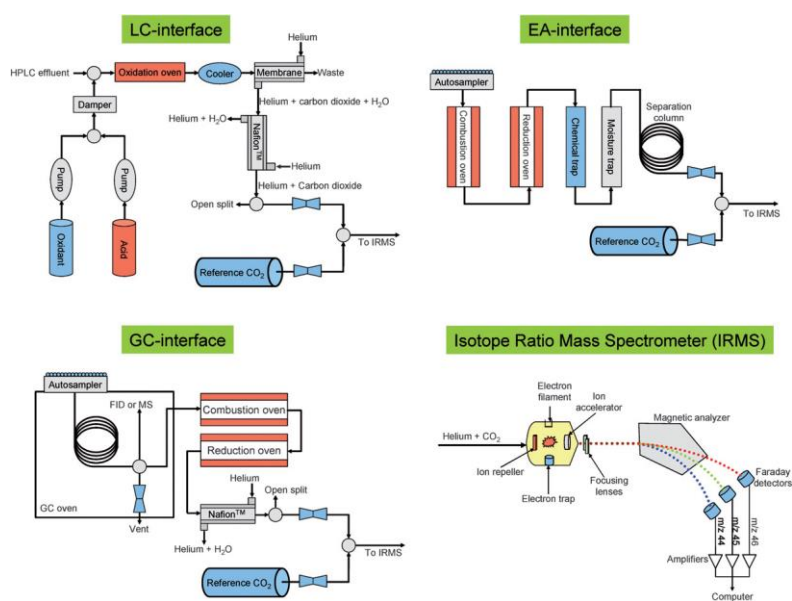 LC-interface
Helium
HPLC effluent
Oxidation oven
Cooler
Membrane
Waste
Damper
Helium + carbon dioxide + H₂O
Helium + H₂O
Nafion™
Helium
Pump
Pump
Helium + Carbon dioxide
Open split
Oxidant
Acid
To IRMS
Reference CO₂
EA-interface
Autosampler
Separation
column
Combustion oven
Reduction oven
Chemical trap
Moisture trap
To IRMS
Reference CO₂
GC-interface
Autosampler
FID or MS
Combustion oven
Reduction oven
Helium
Open split
GC oven
Nafion™
Vent
Helium + H₂O
To IRMS
Reference CO₂
Isotope Ratio Mass Spectrometer (IRMS)
Electron
filament
Ion
accelerator
Magnetic analyzer
Helium + CO₂
Ion repeller
Focusing
lenses
Electron trap
Faraday
detectors
m/z 44
m/z 45
m/z 46
Amplifiers
Computer